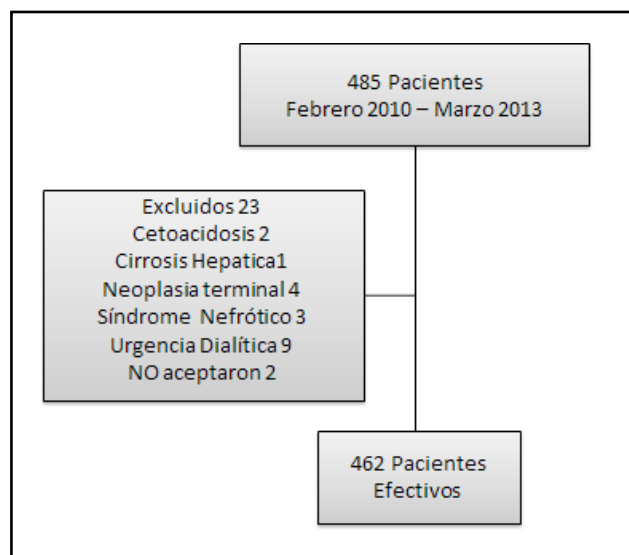 485 Pacientes
Febrero 2010 – Marzo 2013
Excluidos 23
Cetoacidosis 2
Cirrosis Hepatica1
Neoplasia terminal 4
Síndrome Nefrótico 3
Urgencia Dialítica 9
NO aceptaron 2
462 Pacientes
Efectivos